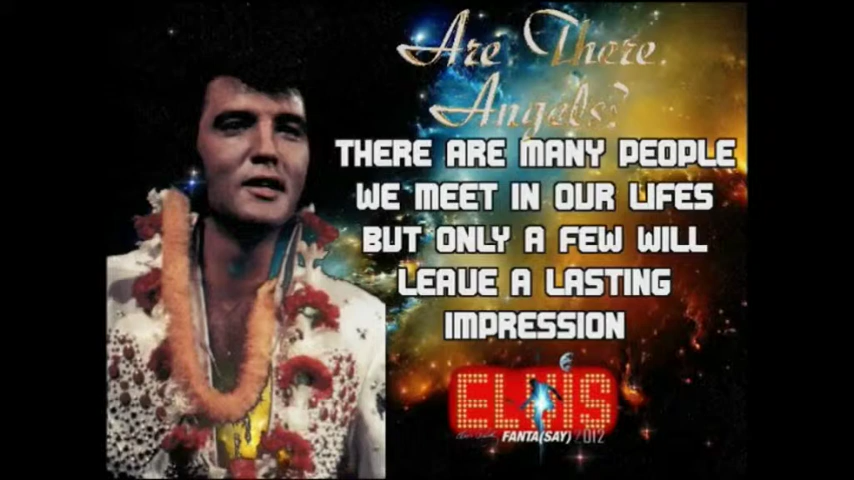 Are There
Angels?
THERE ARE MANY PEOPLE
WE MEET IN OUR LIFES
BUT ONLY A FEW WILL
LEAVE A LASTING
IMPRESSION
ELVIS
FANTA(SAY) 2012